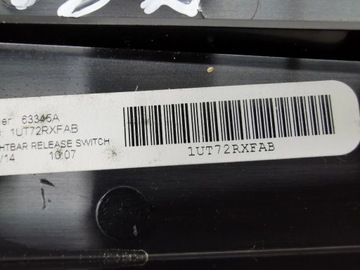 er 63345A
1UT72RXFAB
HTBAR RELEASE SWITCH
/14 10:07
1UT72RXFAB